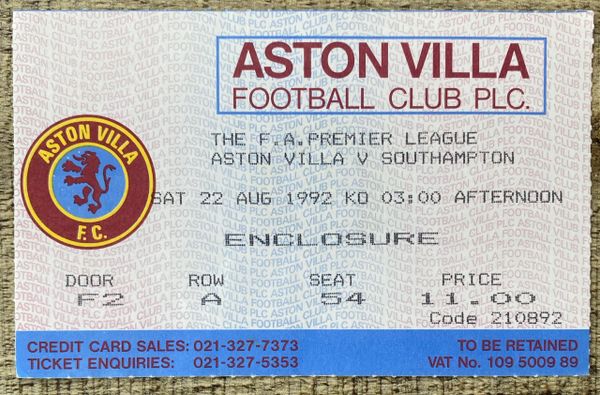 ASTON VILLA
FOOTBALL CLUB PLC.
THE F.A.PREMIER LEAGUE
ASTON VILLA V SOUTHAMPTON
ASTON VILLA
F.C.
SAT 22 AUG 1992 KO 03:00 AFTERNOON
ENCLOSURE
DOOR ROW SEAT PRICE
F2 A 54 11.00
Code 210892
CREDIT CARD SALES: 021-327-7373 TO BE RETAINED
TICKET ENQUIRIES: 021-327-5353 VAT No. 109 5009 89